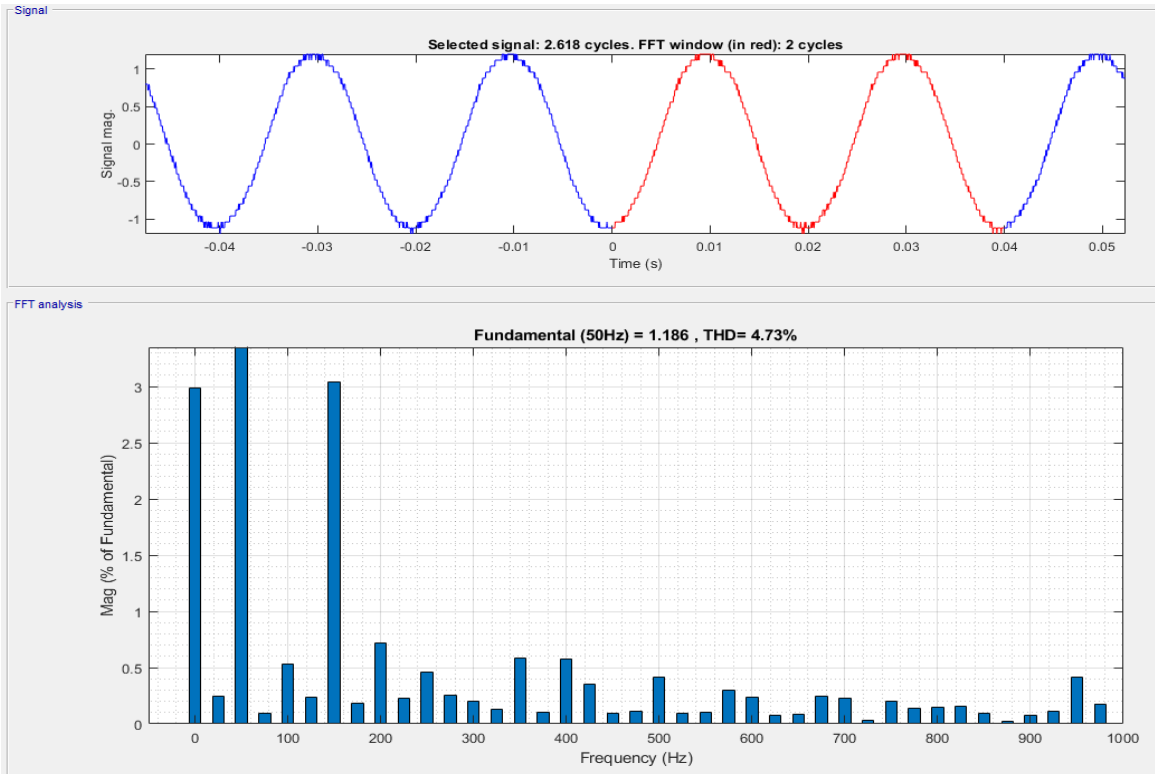 Signal
Selected signal: 2.618 cycles. FFT window (in red): 2 cycles
1
0.5
0
-0.5
-1
Signal mag.
-0.04 -0.03 -0.02 -0.01 0 0.01 0.02 0.03 0.04 0.05
Time (s)
FFT analysis
Fundamental (50Hz) = 1.186 , THD= 4.73%
3
2.5
2
1.5
1
0.5
0
Mag (% of Fundamental)
0 100 200 300 400 500 600 700 800 900 1000
Frequency (Hz)